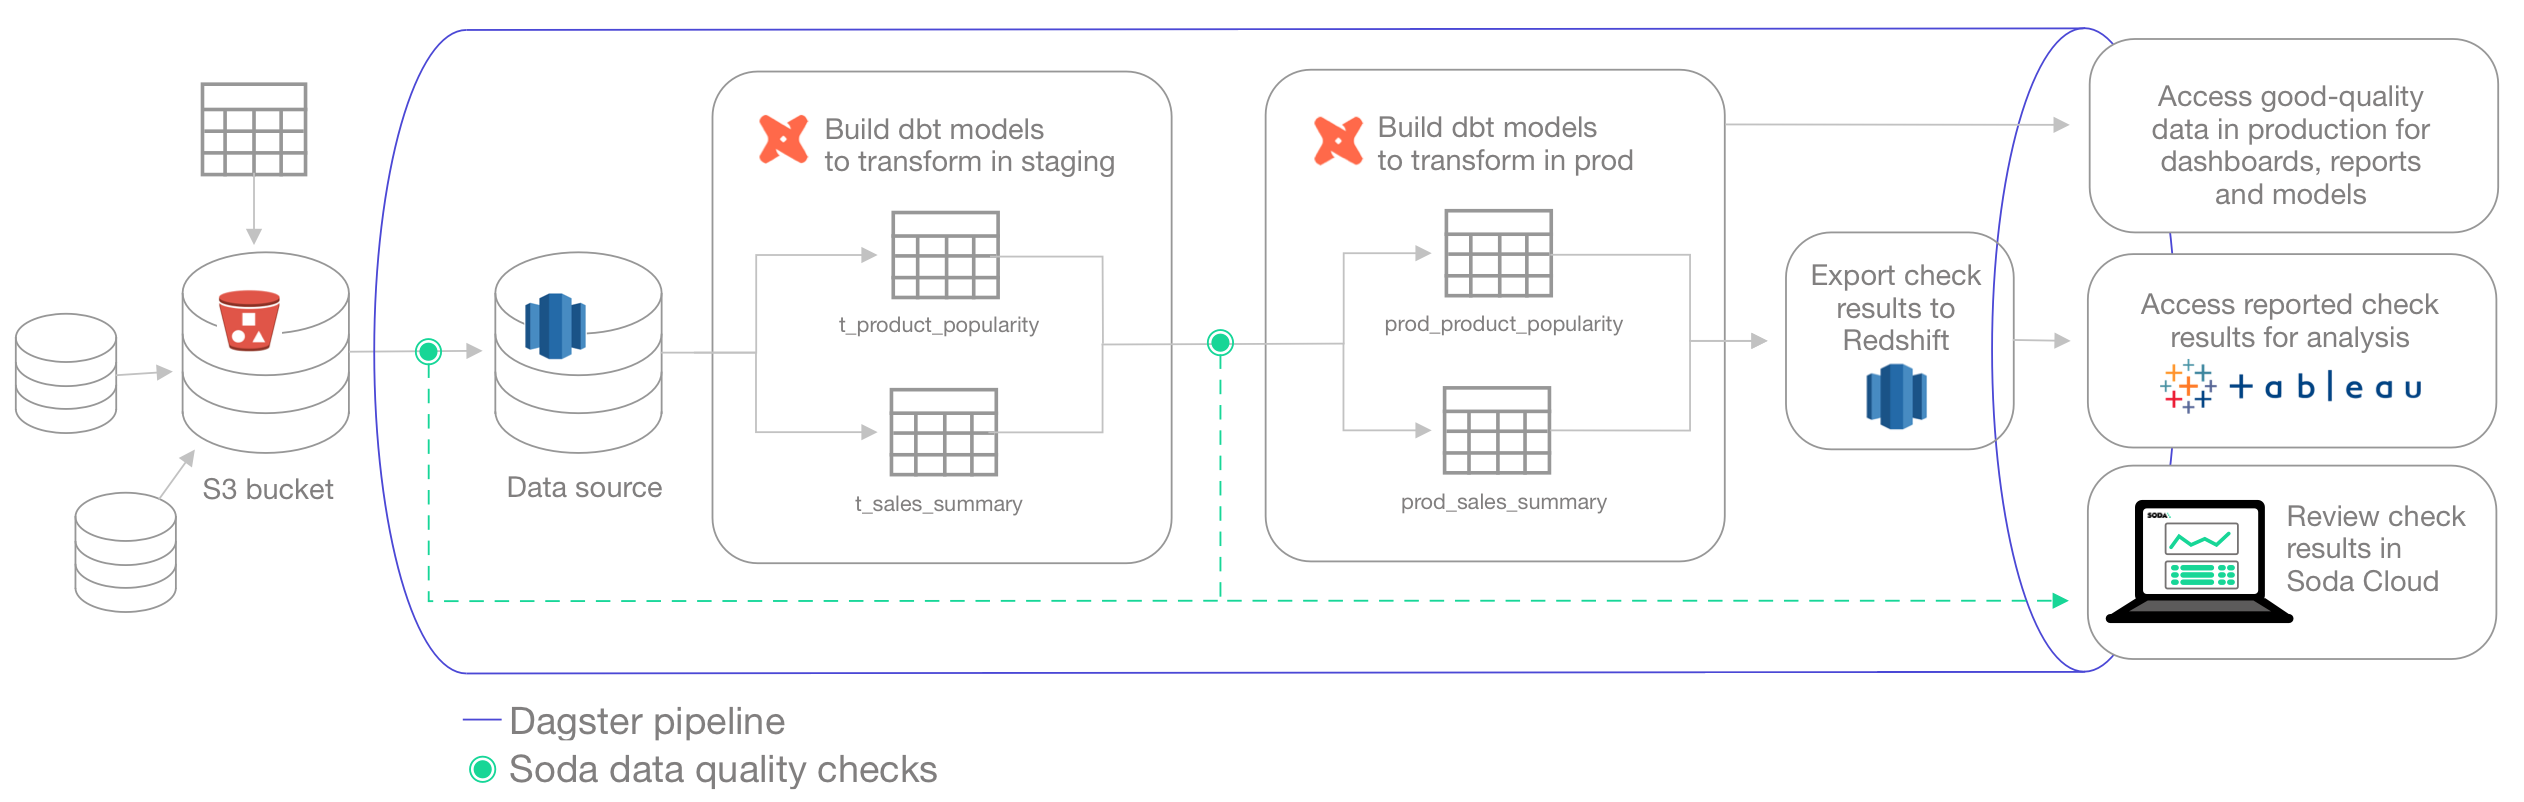 S3 bucket
Data source
Build dbt models
to transform in staging
t_product_popularity
t_sales_summary
Build dbt models
to transform in prod
prod_product_popularity
prod_sales_summary
Export check
results to
Redshift
Access good-quality
data in production for
dashboards, reports
and models
Access reported check
results for analysis
+ableau
SODA
Review check
results in
Soda Cloud
Dagster pipeline
Soda data quality checks